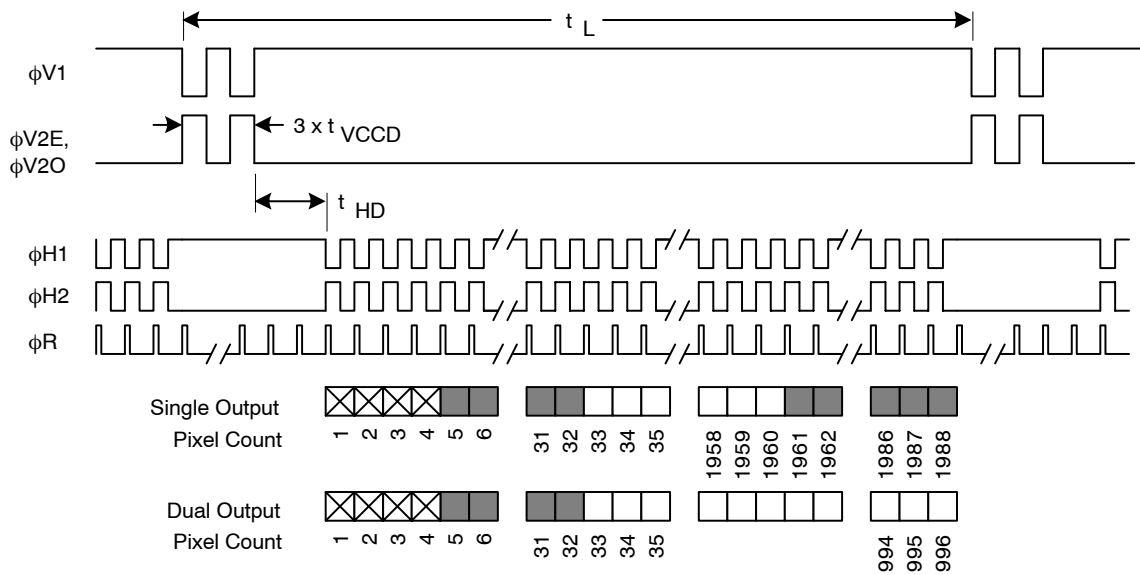 t L
ϕV1
3 x t VCCD
ϕV2E,
ϕV2O
t HD
ϕH1
ϕH2
ϕR
Single Output
Pixel Count
1 2 3 4 5 6 31 32 33 34 35 1958 1959 1960 1961 1962 1986 1987 1988
Dual Output
Pixel Count
1 2 3 4 5 6 31 32 33 34 35 994 995 996